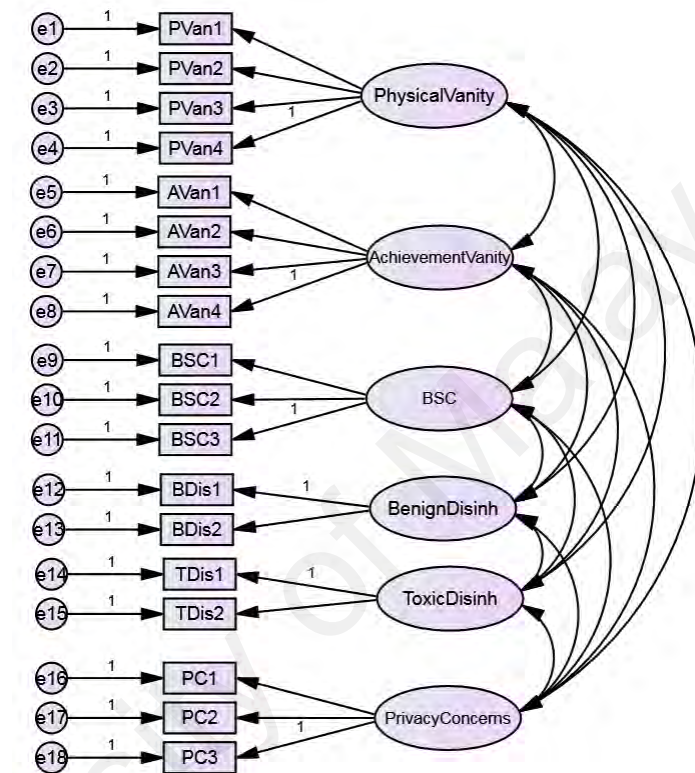 e1 1 PVan1
e2 1 PVan2
PhysicalVanity
e3 1 PVan3
1
e4 1 PVan4
e5 1 AVan1
e6 1 AVan2
AchievementVanity
e7 1 AVan3
1
e8 1 AVan4
e9 1 BSC1
e10 1 BSC2
BSC
1
e11 1 BSC3
e12 1 BDis1
1
BenignDisinh
e13 1 BDis2
e14 1 TDis1
1
ToxicDisinh
e15 1 TDis2
e16 1 PC1
e17 1 PC2
PrivacyConcerns
1
e18 1 PC3
sity of Malay